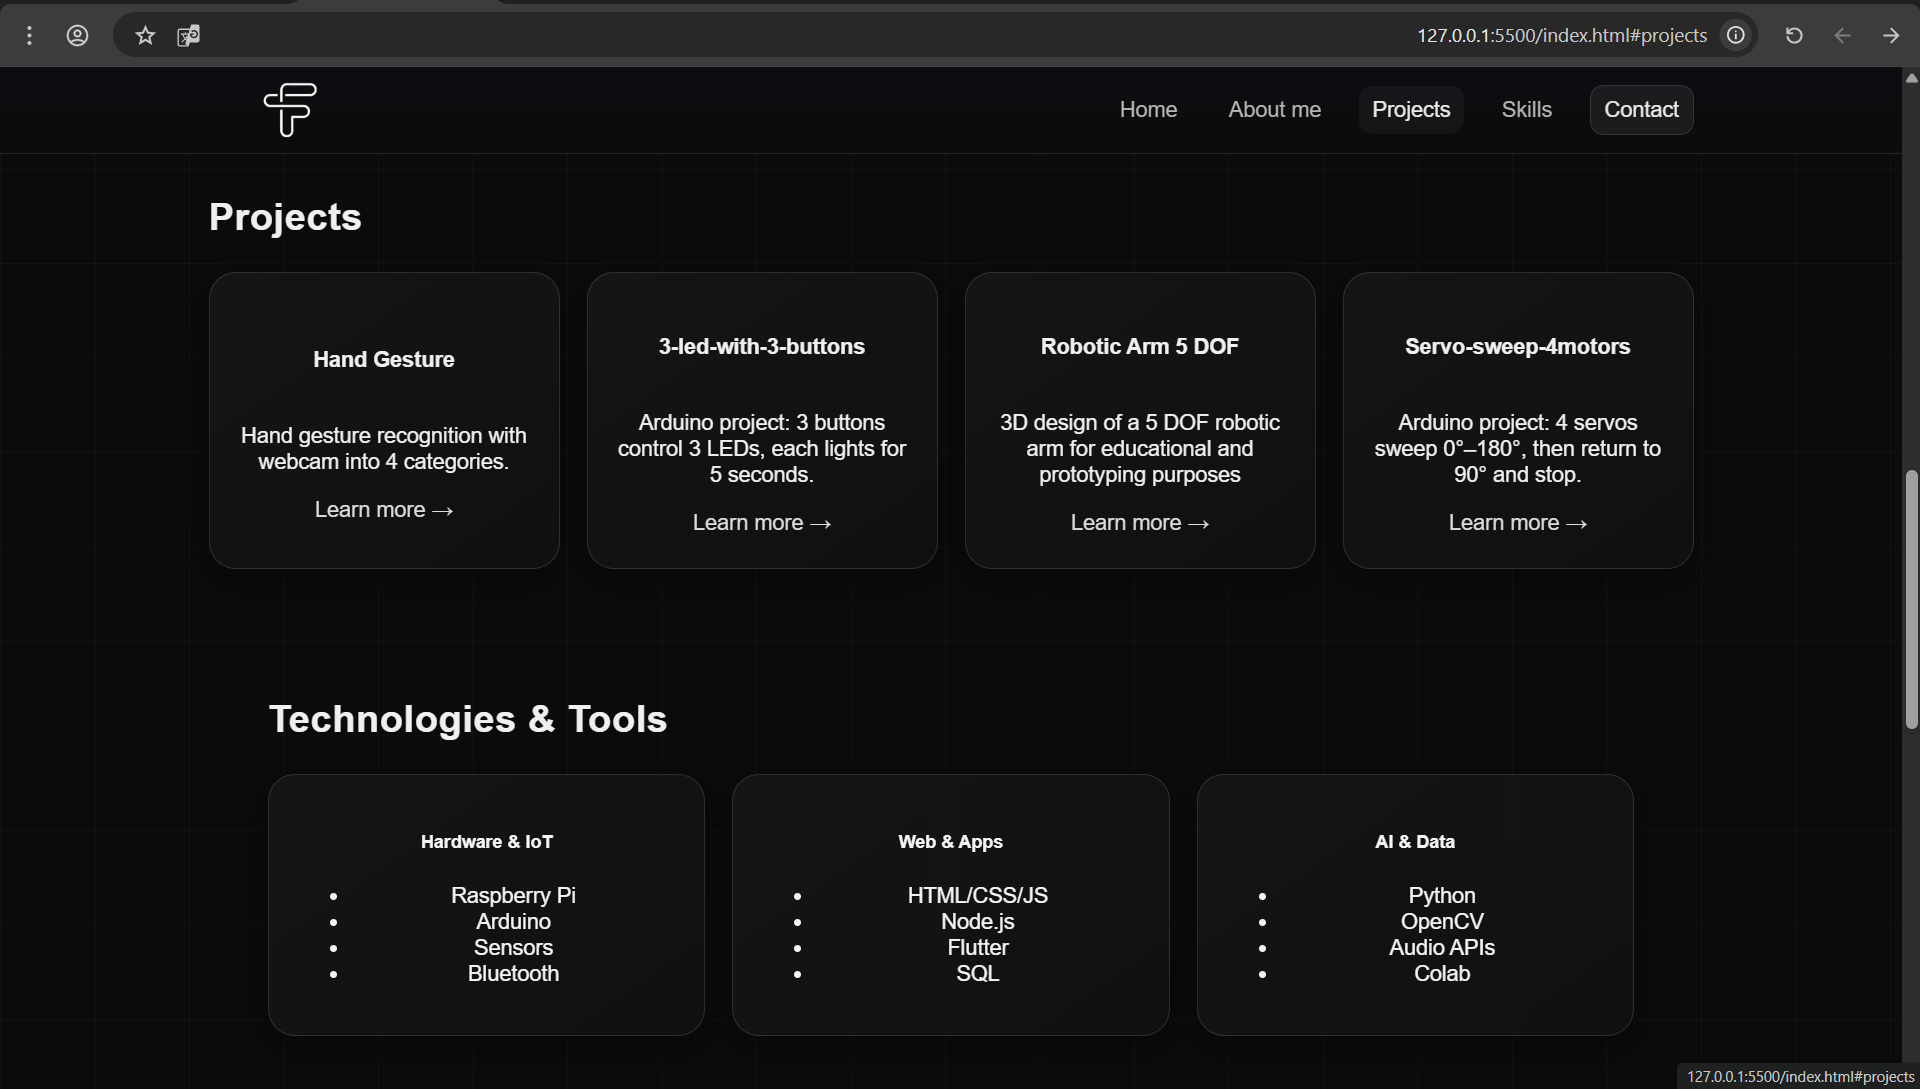 127.0.0.1:5500/index.html#projects
Home
About me
Projects
Skills
Contact
Projects
Hand Gesture
Hand gesture recognition with
webcam into 4 categories.
Learn more →
3-led-with-3-buttons
Arduino project: 3 buttons
control 3 LEDs, each lights for
5 seconds.
Learn more →
Robotic Arm 5 DOF
3D design of a 5 DOF robotic
arm for educational and
prototyping purposes
Learn more →
Servo-sweep-4motors
Arduino project: 4 servos
sweep 0°–180°, then return to
90° and stop.
Learn more →
Technologies & Tools
Hardware & IoT
• Raspberry Pi
• Arduino
• Sensors
• Bluetooth
Web & Apps
• HTML/CSS/JS
• Node.js
• Flutter
• SQL
AI & Data
• Python
• OpenCV
• Audio APIs
• Colab
127.0.0.1:5500/index.html#projects